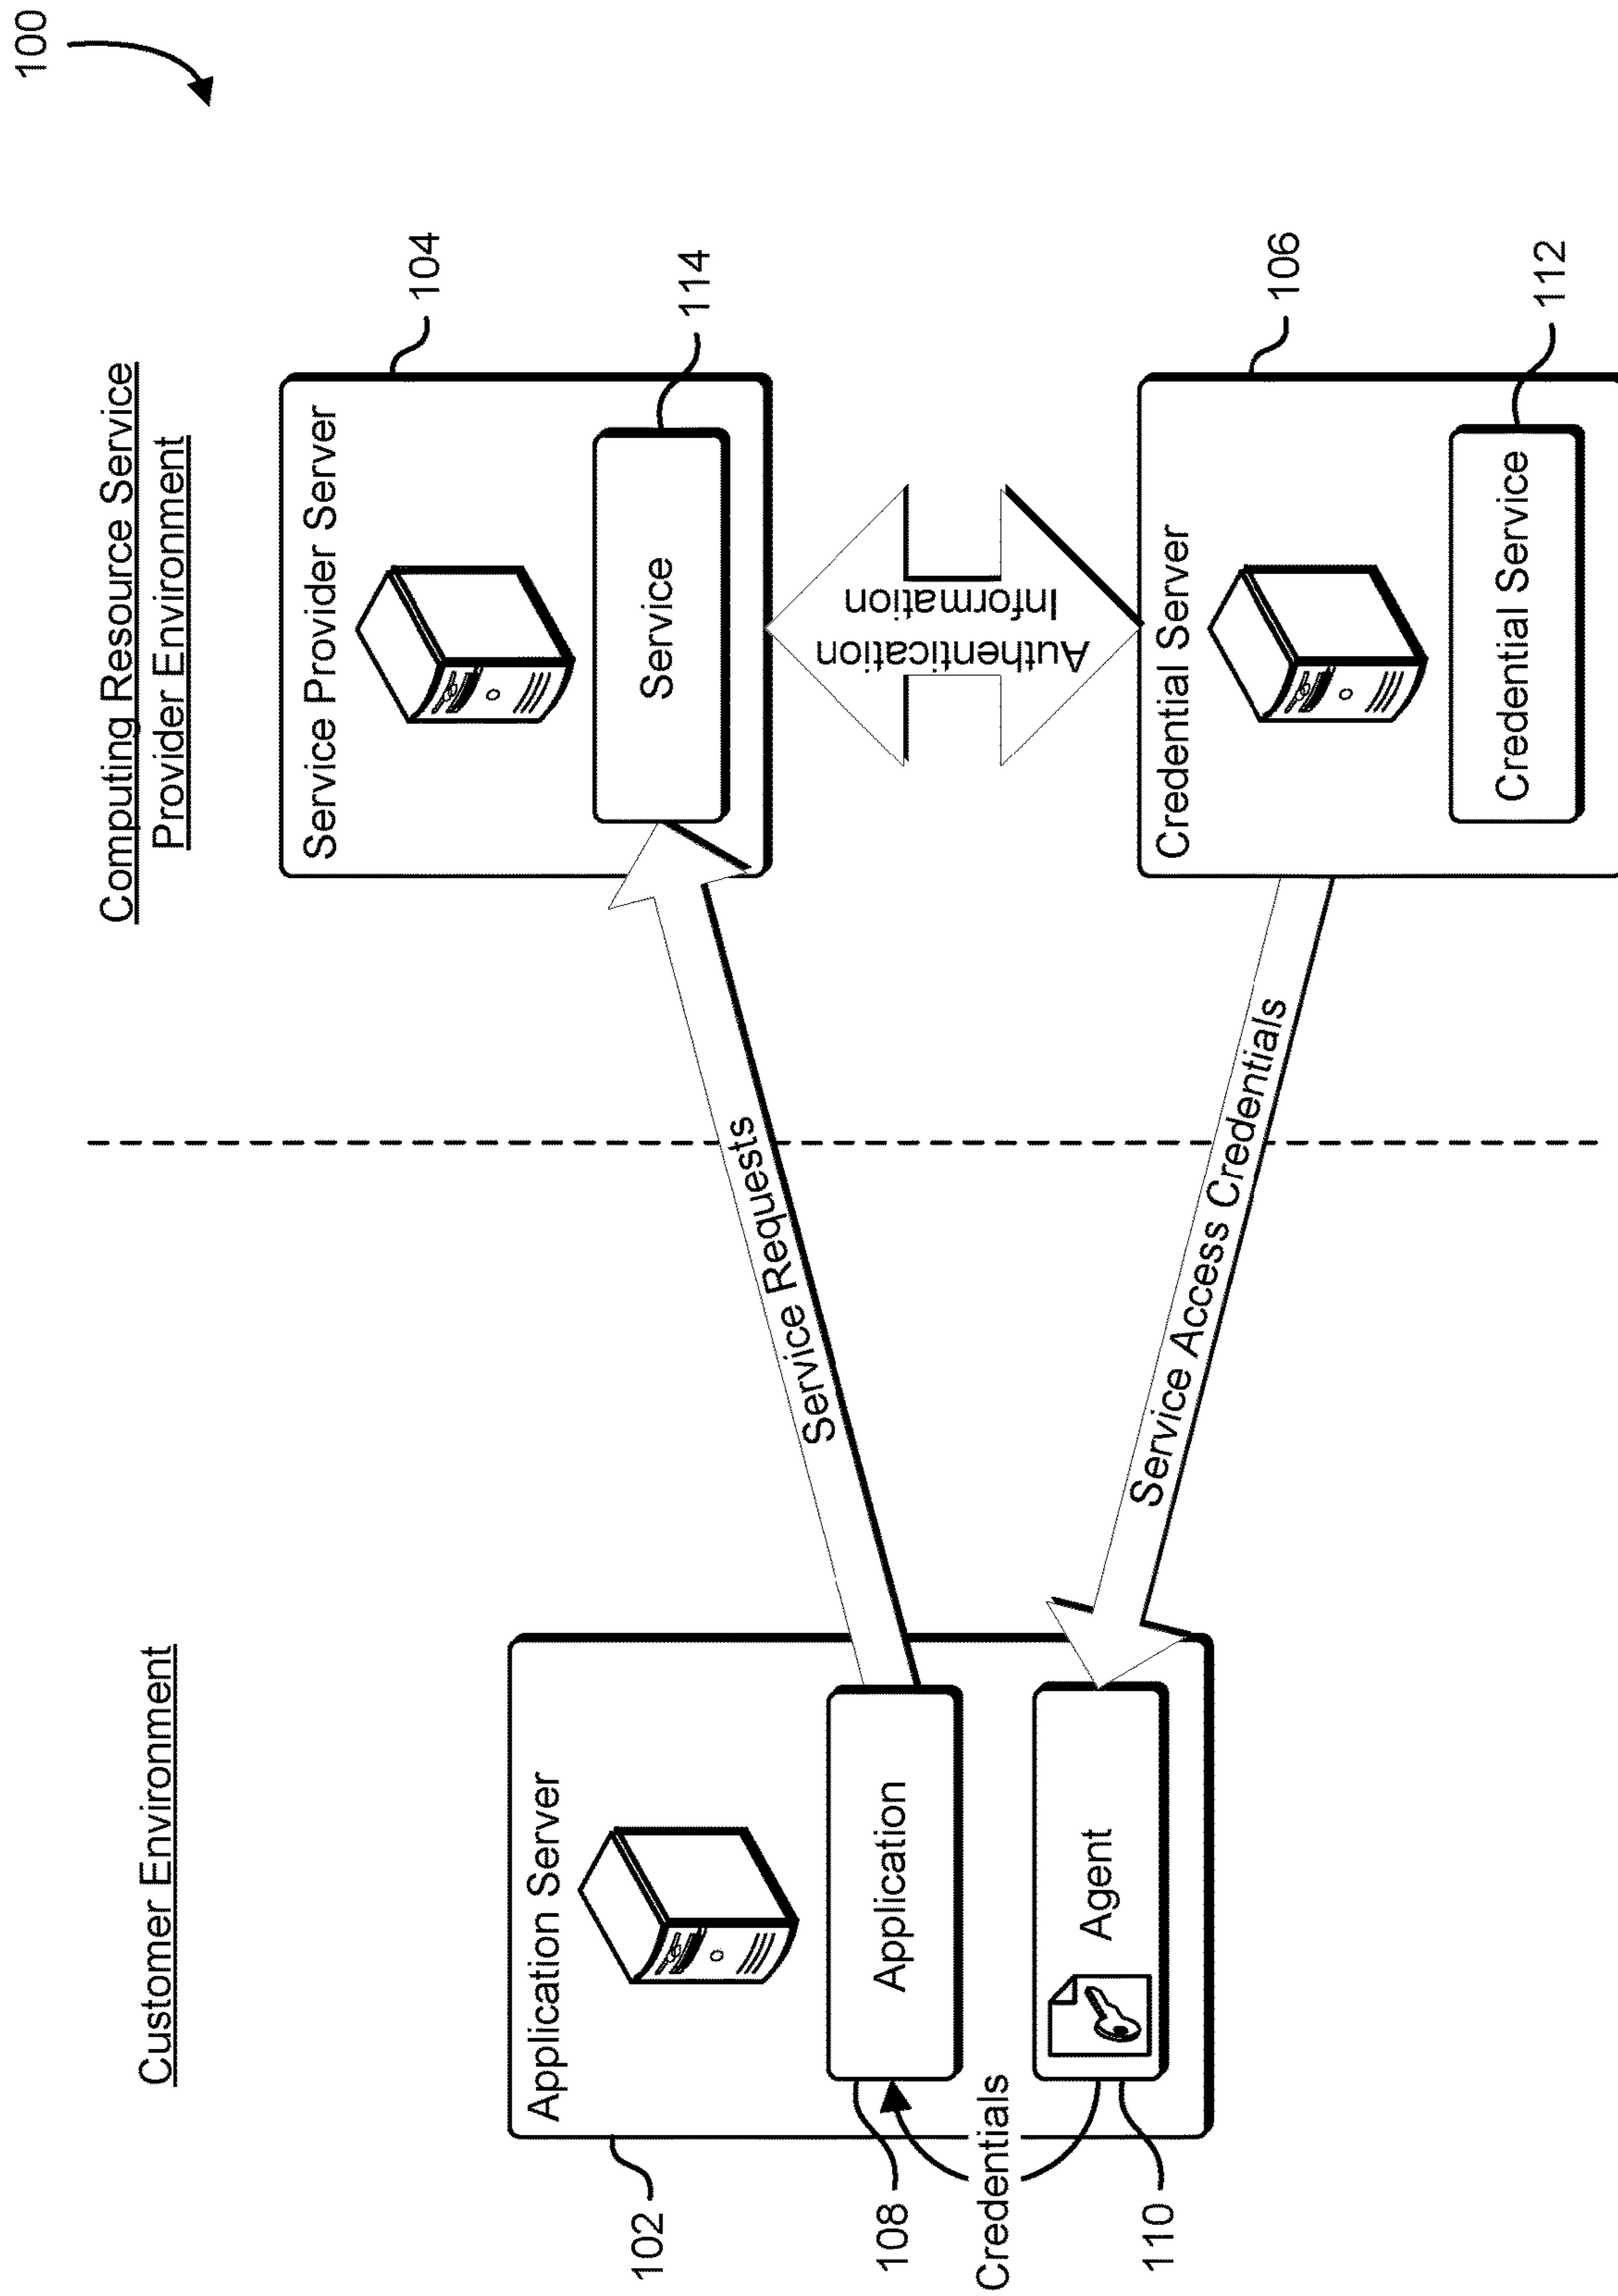 100
Customer Environment
Computing Resource Service
Provider Environment
Application Server
102
Application
108
Credentials
Agent
110
Service Requests
Service Access Credentials
Service Provider Server
104
Service
114
Authentication
Information
Credential Server
106
Credential Service
112